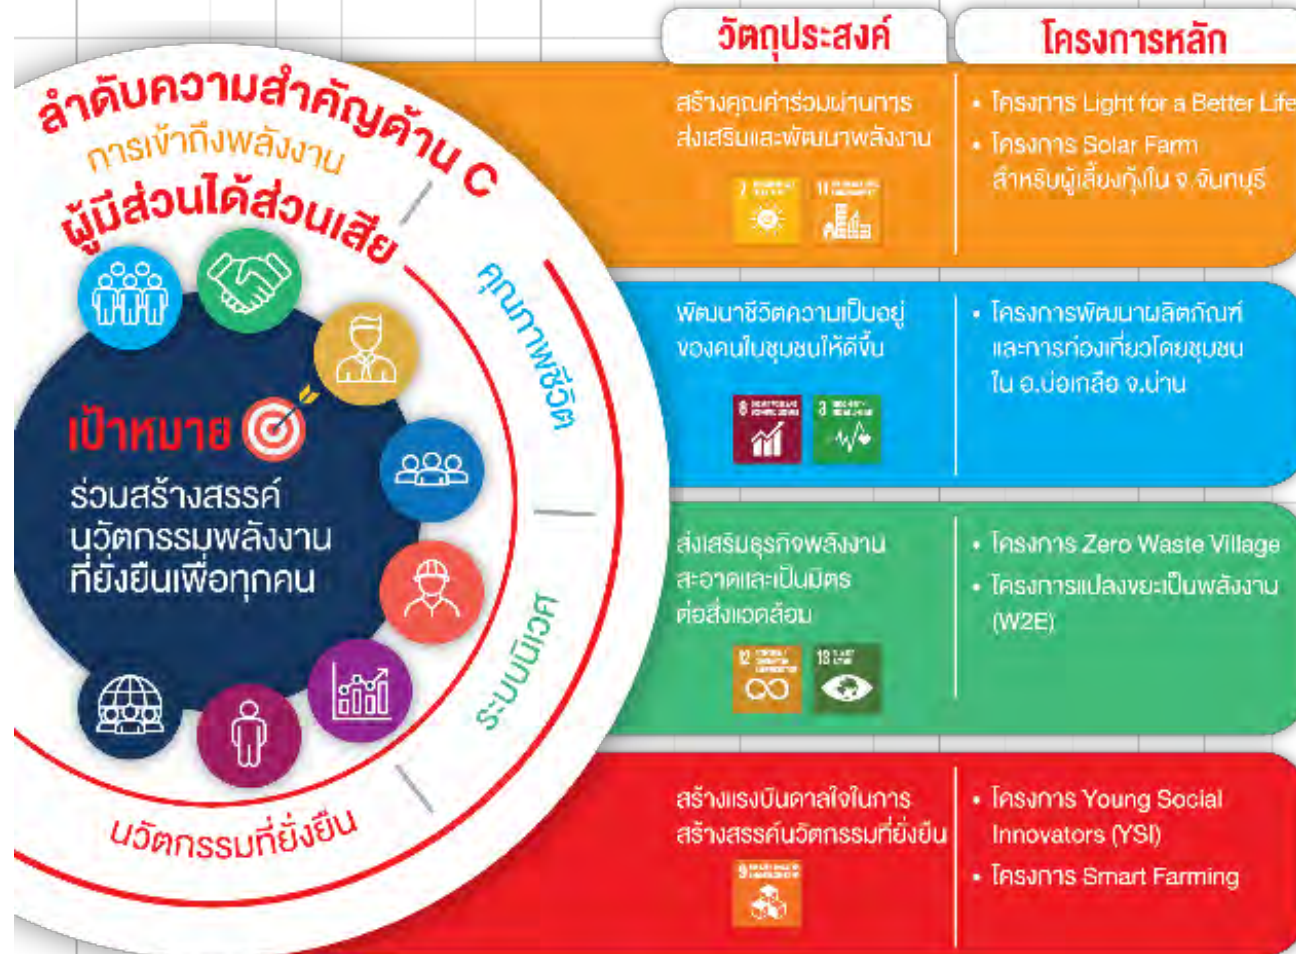 วัตถุประสงค์
โครงการหลัก
ลำดับความสำคัญด้าน C
การเข้าถึงพลังงาน
ผู้มีส่วนได้ส่วนเสีย
คุณภาพชีวิต
ระบบนิเวศ
นวัตกรรมที่ยั่งยืน
เป้าหมาย
ร่วมสร้างสรรค์
นวัตกรรมพลังงาน
ที่ยั่งยืนเพื่อทุกคน
สร้างคุณค่าร่วมผ่านการ
ส่งเสริมและพัฒนาพลังงาน
7
11
• โครงการ Light for a Better Life
• โครงการ Solar Farm
สำหรับผู้เลี้ยงกุ้งใน จ.จันทบุรี
พัฒนาชีวิตความเป็นอยู่
ของคนในชุมชนให้ดีขึ้น
8
3
• โครงการพัฒนาผลิตภัณฑ์
และการท่องเที่ยวโดยชุมชน
ใน อ.บ่อเกลือ จ.น่าน
ส่งเสริมธุรกิจพลังงาน
สะอาดและเป็นมิตร
ต่อสิ่งแวดล้อม
12
13
• โครงการ Zero Waste Village
• โครงการแปลงขยะเป็นพลังงาน
(W2E)
สร้างแรงบันดาลใจในการ
สร้างสรรค์นวัตกรรมที่ยั่งยืน
9
• โครงการ Young Social
Innovators (YSI)
• โครงการ Smart Farming